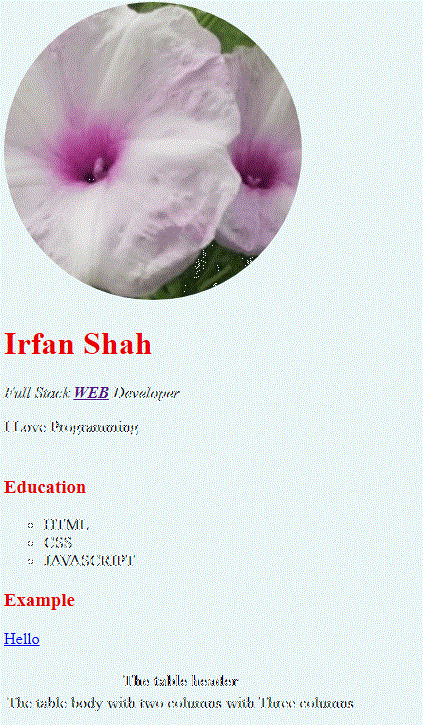 Irfan Shah
Full Stack WEB Developer
I Love Programming
Education
HTML
CSS
JAVASCRIPT
Example
Hello
The table header
The table body with two columns with Three columns